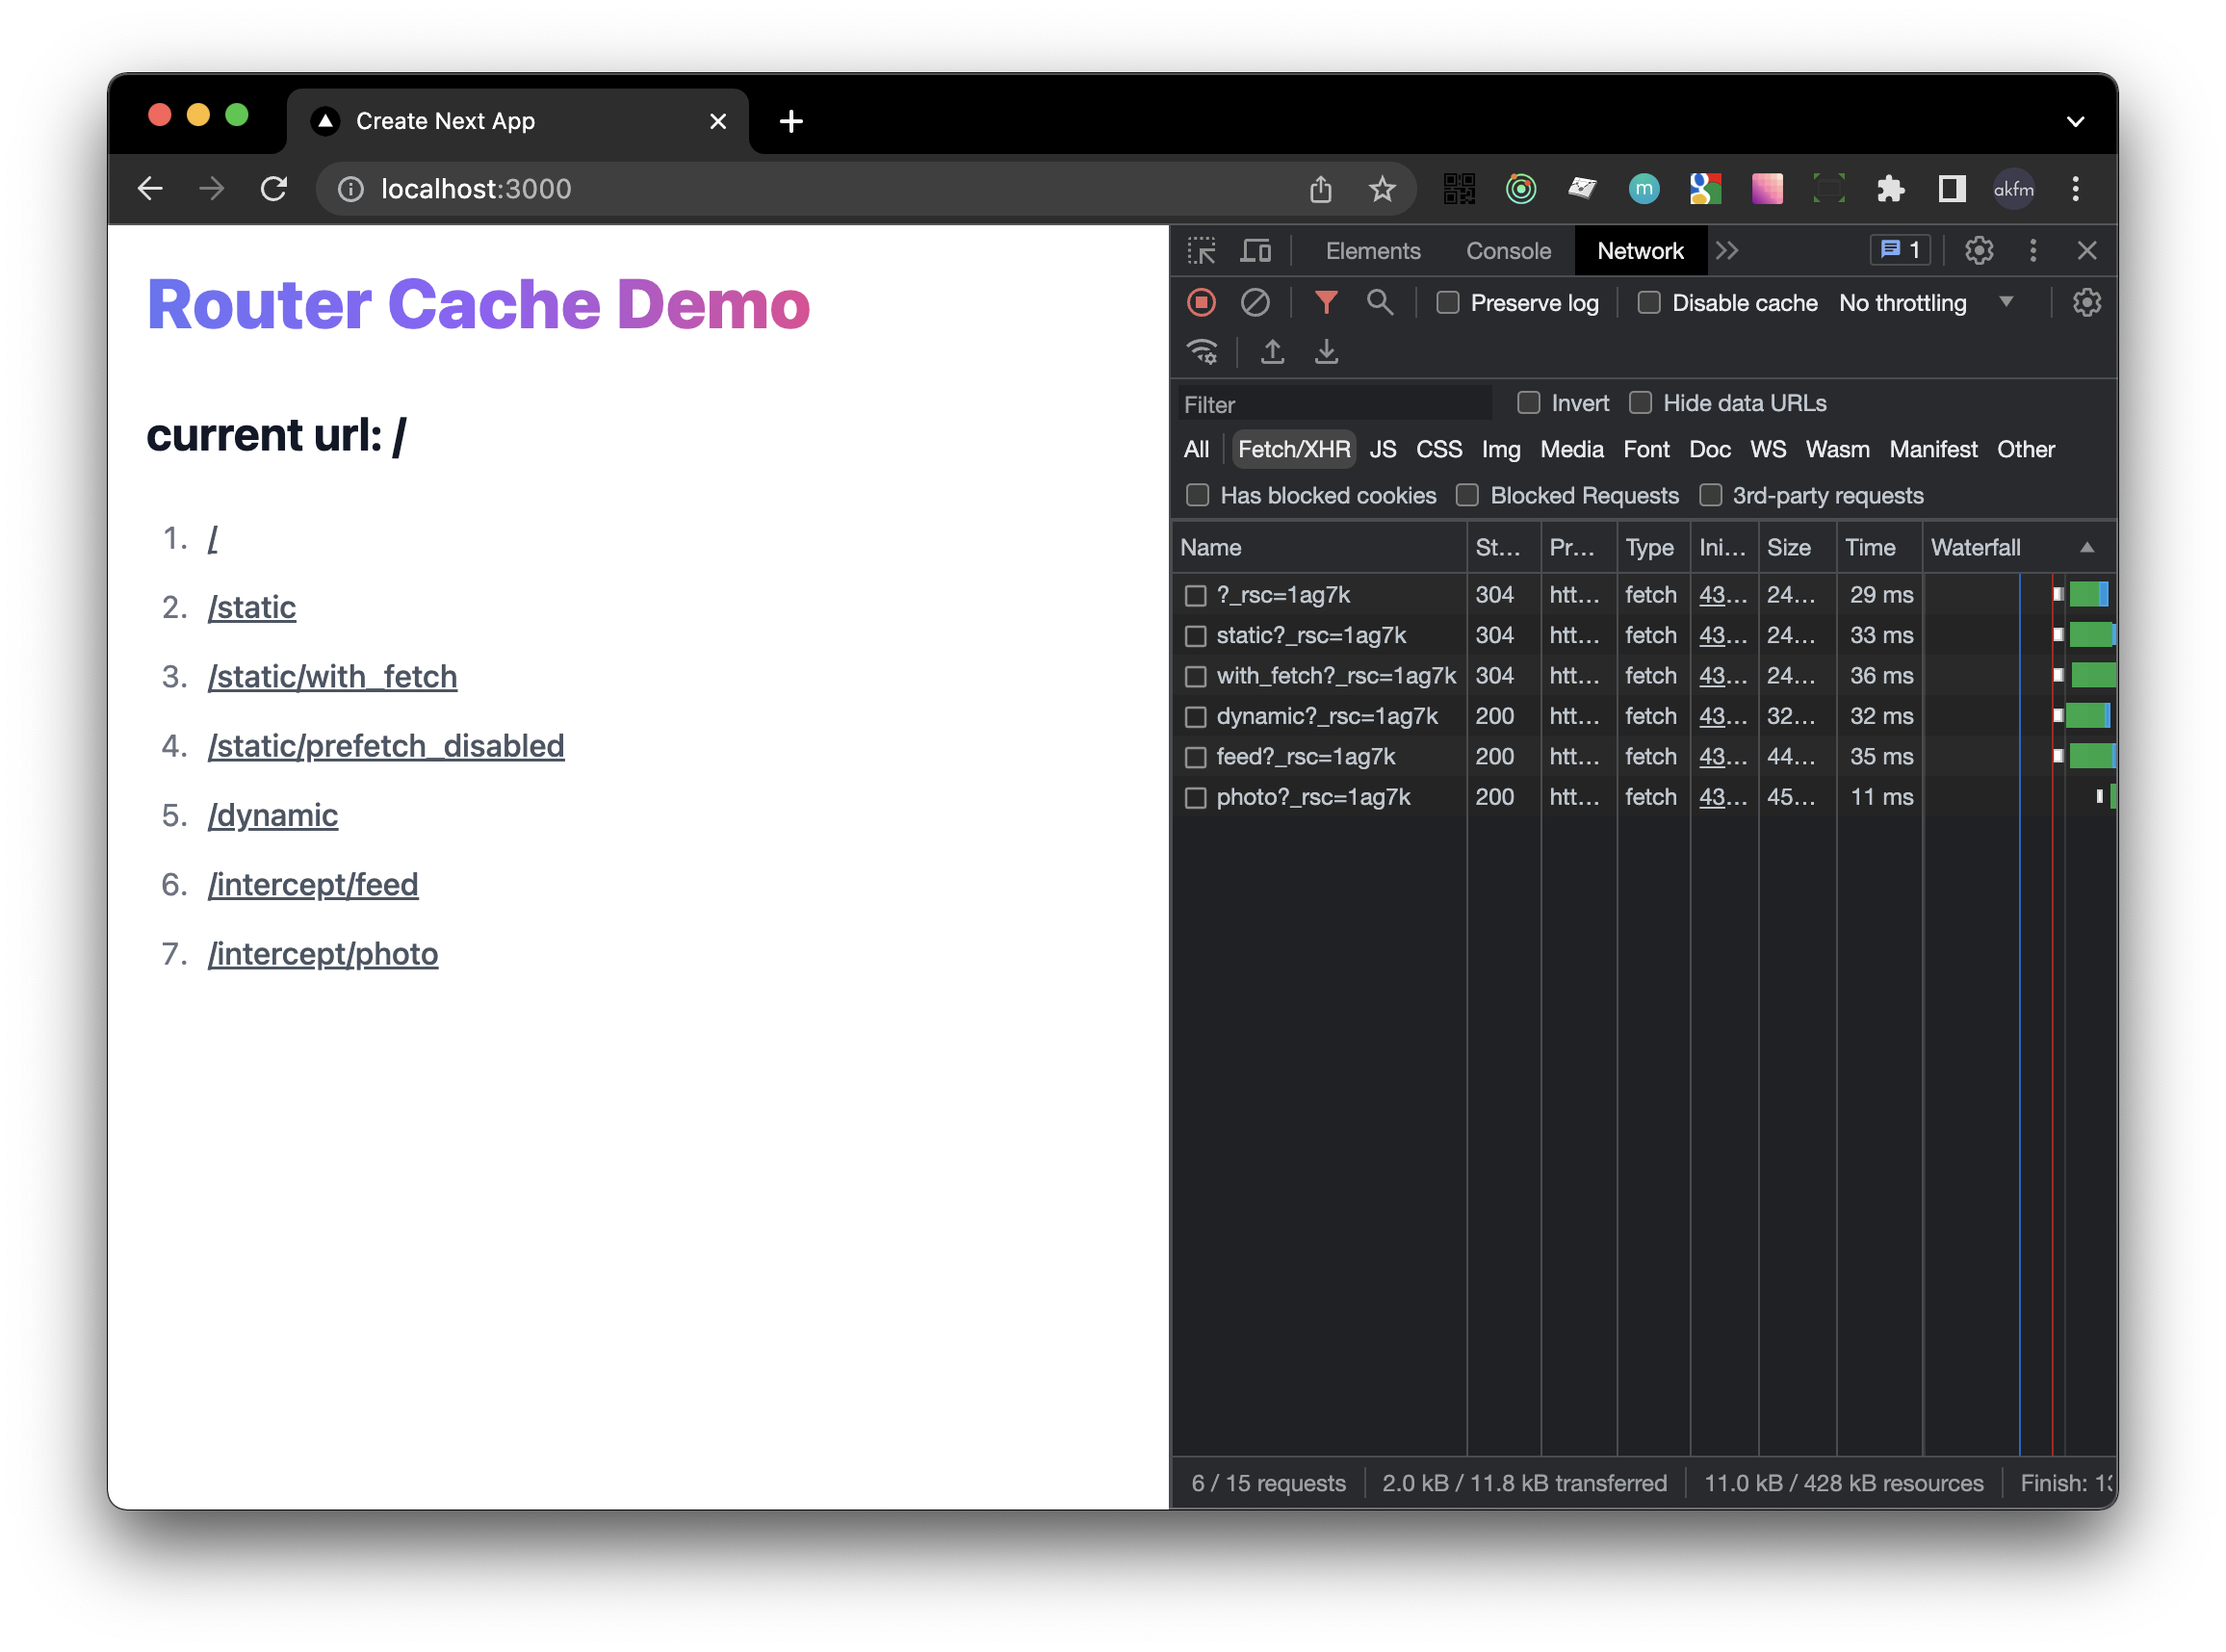 Create Next App
localhost:3000
m
akfm
Router Cache Demo
current url: /
1. /
2. /static
3. /static/with_fetch
4. /static/prefetch_disabled
5. /dynamic
6. /intercept/feed
7. /intercept/photo
Elements Console Network 1
Preserve log Disable cache No throttling
Filter Invert Hide data URLs
All Fetch/XHR JS CSS Img Media Font Doc WS Wasm Manifest Other
Has blocked cookies Blocked Requests 3rd-party requests
Name St... Pr... Type Ini... Size Time Waterfall
?_rsc=1ag7k 304 htt... fetch 43... 24... 29 ms
static?_rsc=1ag7k 304 htt... fetch 43... 24... 33 ms
with_fetch?_rsc=1ag7k 304 htt... fetch 43... 24... 36 ms
dynamic?_rsc=1ag7k 200 htt... fetch 43... 32... 32 ms
feed?_rsc=1ag7k 200 htt... fetch 43... 44... 35 ms
photo?_rsc=1ag7k 200 htt... fetch 43... 45... 11 ms
6 / 15 requests 2.0 kB / 11.8 kB transferred 11.0 kB / 428 kB resources Finish: